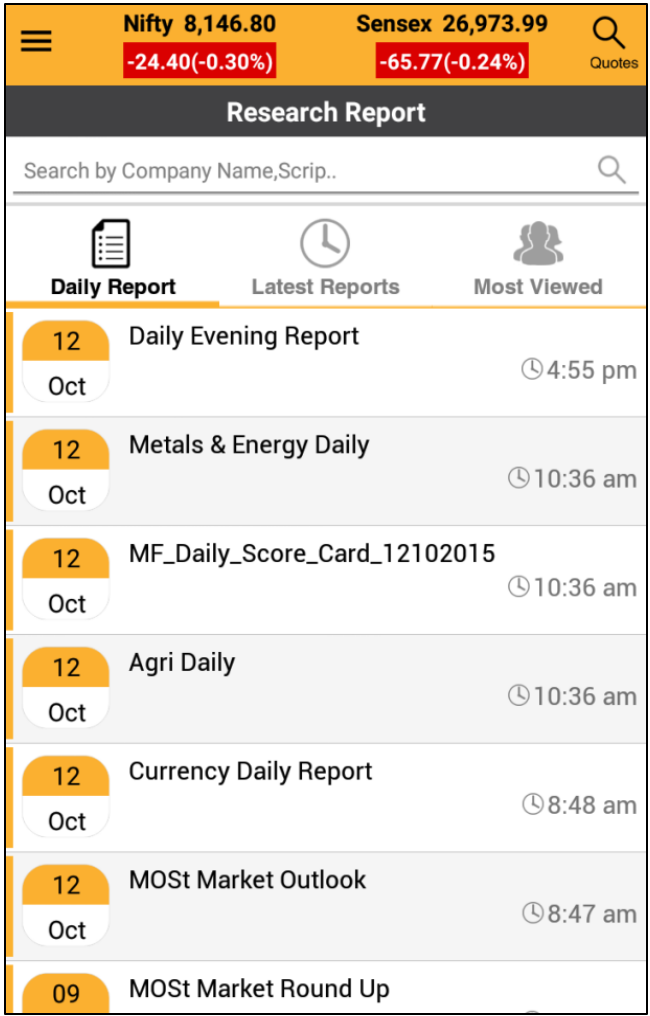 Nifty 8,146.80
Sensex 26,973.99
-24.40(-0.30%)
-65.77(-0.24%)
Quotes
Research Report
Search by Company Name,Scrip..
Daily Report
Latest Reports
Most Viewed
12
Oct
Daily Evening Report
4:55 pm
12
Oct
Metals & Energy Daily
10:36 am
12
Oct
MF_Daily_Score_Card_12102015
10:36 am
12
Oct
Agri Daily
10:36 am
12
Oct
Currency Daily Report
8:48 am
12
Oct
MOSt Market Outlook
8:47 am
09
MOSt Market Round Up